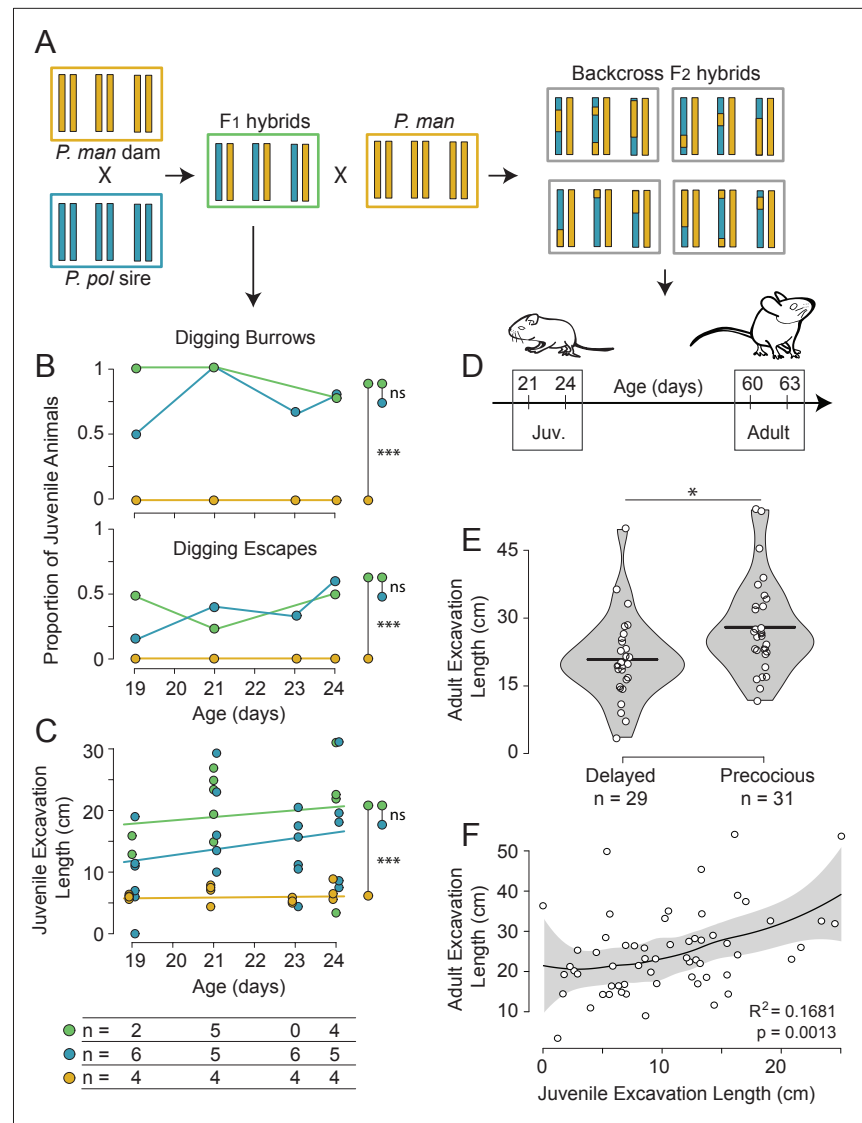 A
P. man dam
X
P. pol sire
F1 hybrids
X
P. man
Backcross F2 hybrids
B
Digging Burrows
Proportion of Juvenile Animals
1
0.5
0
ns
***
Digging Escapes
1
0.5
0
ns
***
19 20 21 22 23 24
Age (days)
C
Juvenile Excavation
Length (cm)
30
20
10
0
ns
***
19 20 21 22 23 24
Age (days)
n = 2 5 0 4
n = 6 5 6 5
n = 4 4 4 4
D
21 24 Age (days) 60 63
Juv. Adult
E
*
Adult Excavation
Length (cm)
45
30
15
0
Delayed Precocious
n = 29 n = 31
F
Adult Excavation
Length (cm)
50
40
30
20
10
R2 = 0.1681
p = 0.0013
0 10 20
Juvenile Excavation Length (cm)